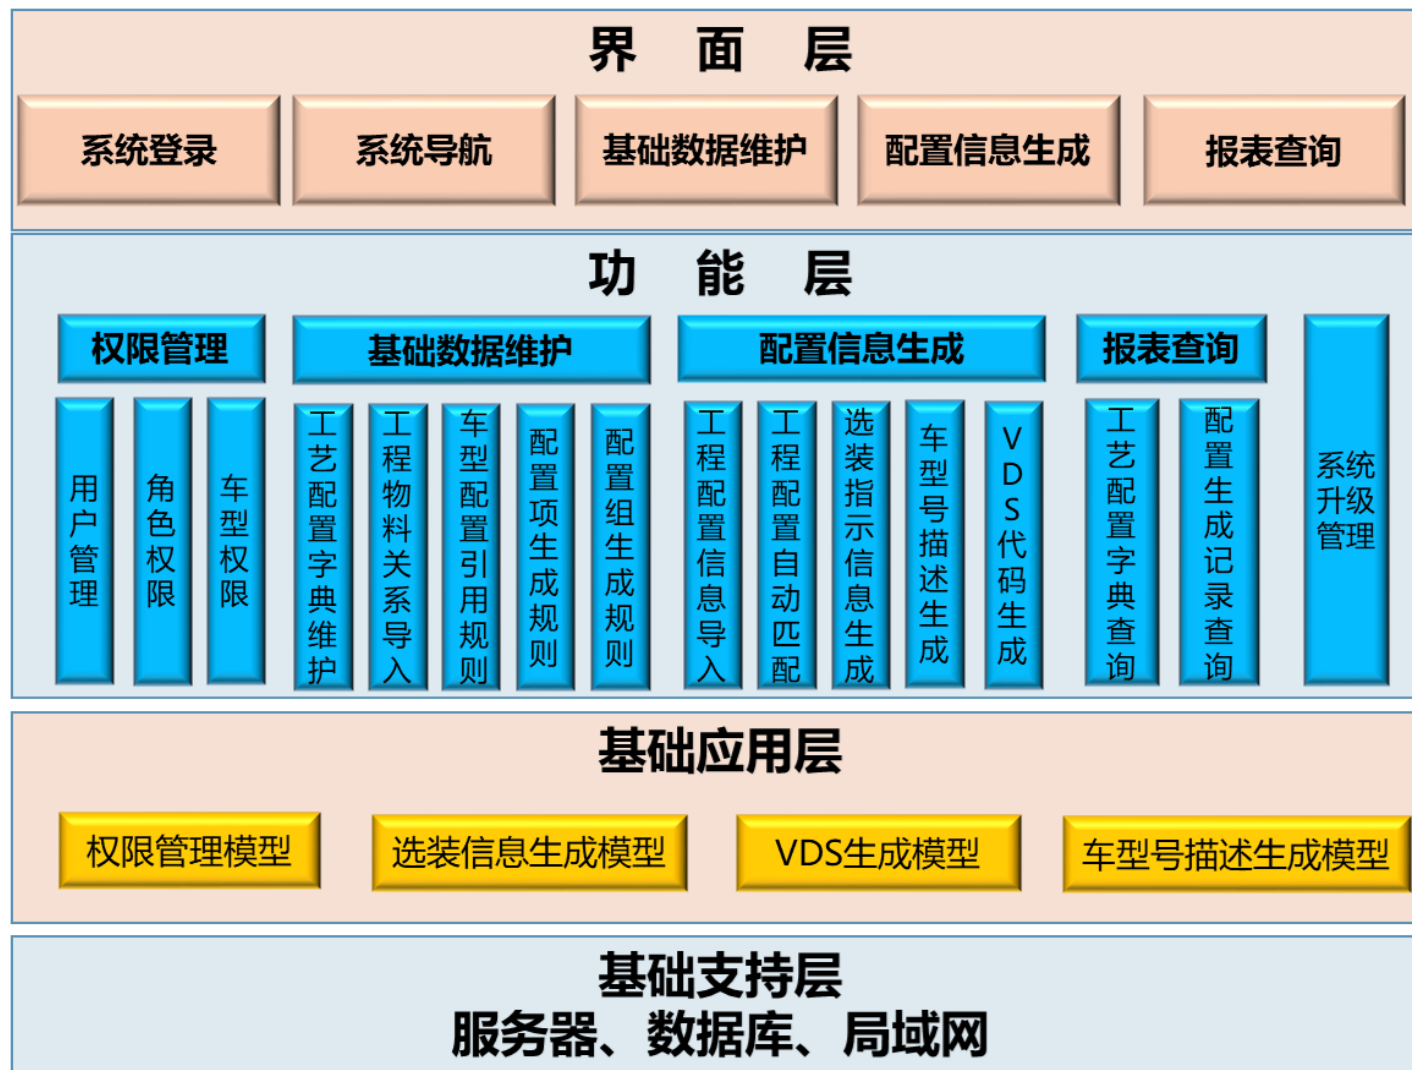 界 面 层
系统登录
系统导航
基础数据维护
配置信息生成
报表查询
功 能 层
权限管理
基础数据维护
配置信息生成
报表查询
用户管理
角色权限
车型权限
工艺配置字典维护
工程物料关系导入
车型配置引用规则
配置项生成规则
配置组生成规则
工程配置信息导入
工程配置自动匹配
选装指示信息生成
车型号描述生成
VDS代码生成
工艺配置字典查询
配置生成记录查询
系统
升级
管理
基础应用层
权限管理模型
选装信息生成模型
VDS生成模型
车型号描述生成模型
基础支持层
服务器、数据库、局域网